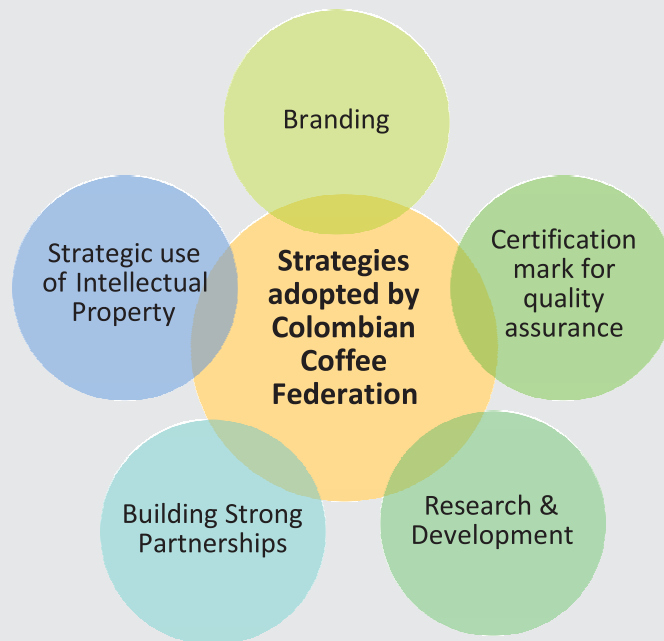 Branding
Strategic use
of Intellectual
Property
Strategies
adopted by
Colombian
Coffee
Federation
Certification
mark for
quality
assurance
Building Strong
Partnerships
Research &
Development